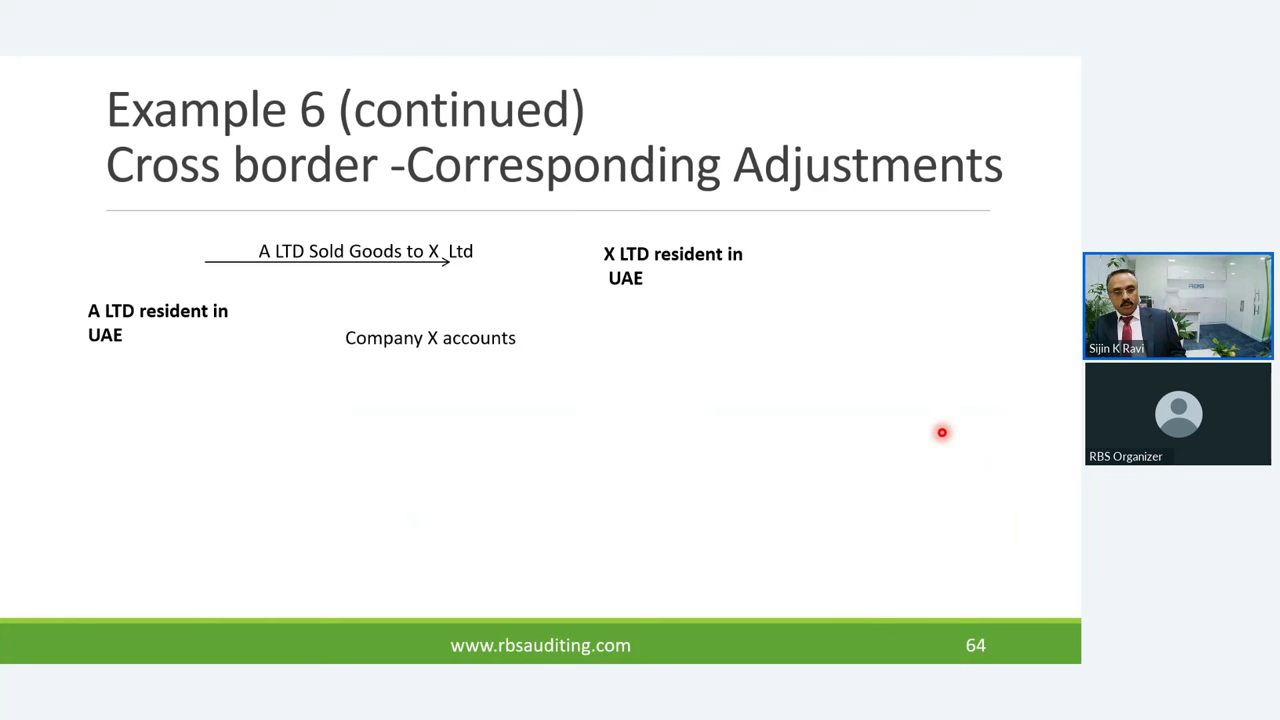 Example 6 (continued)
Cross border -Corresponding Adjustments
A LTD Sold Goods to X Ltd
X LTD resident in
UAE
A LTD resident in
UAE
Company X accounts
www.rbsauditing.com
64
Sijin K Ravi
RBS Organizer